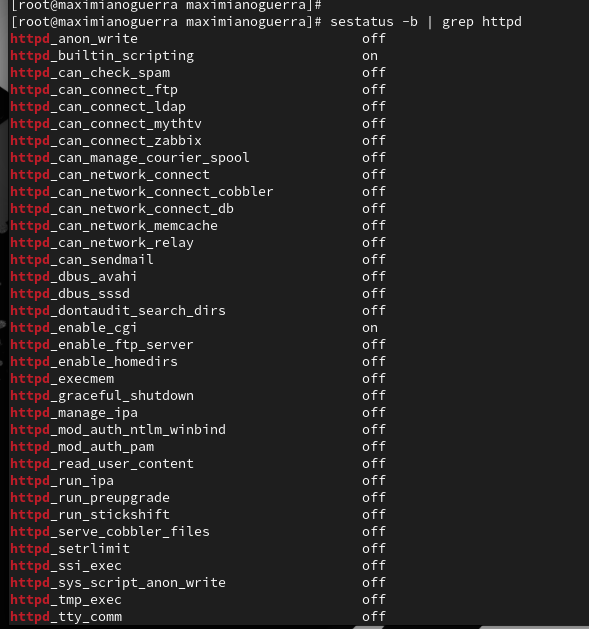 [root@maximianoguerra maximianoguerra]#
[root@maximianoguerra maximianoguerra]# sestatus -b | grep httpd
httpd_anon_write off
httpd_builtin_scripting on
httpd_can_check_spam off
httpd_can_connect_ftp off
httpd_can_connect_ldap off
httpd_can_connect_mythtv off
httpd_can_connect_zabbix off
httpd_can_manage_courier_spool off
httpd_can_network_connect off
httpd_can_network_connect_cobbler off
httpd_can_network_connect_db off
httpd_can_network_memcache off
httpd_can_network_relay off
httpd_can_sendmail off
httpd_dbus_avahi off
httpd_dbus_sssd off
httpd_dontaudit_search_dirs off
httpd_enable_cgi on
httpd_enable_ftp_server off
httpd_enable_homedirs off
httpd_execmem off
httpd_graceful_shutdown off
httpd_manage_ipa off
httpd_mod_auth_ntlm_winbind off
httpd_mod_auth_pam off
httpd_read_user_content off
httpd_run_ipa off
httpd_run_preupgrade off
httpd_run_stickshift off
httpd_serve_cobbler_files off
httpd_setrlimit off
httpd_ssi_exec off
httpd_sys_script_anon_write off
httpd_tmp_exec off
httpd_tty_comm off